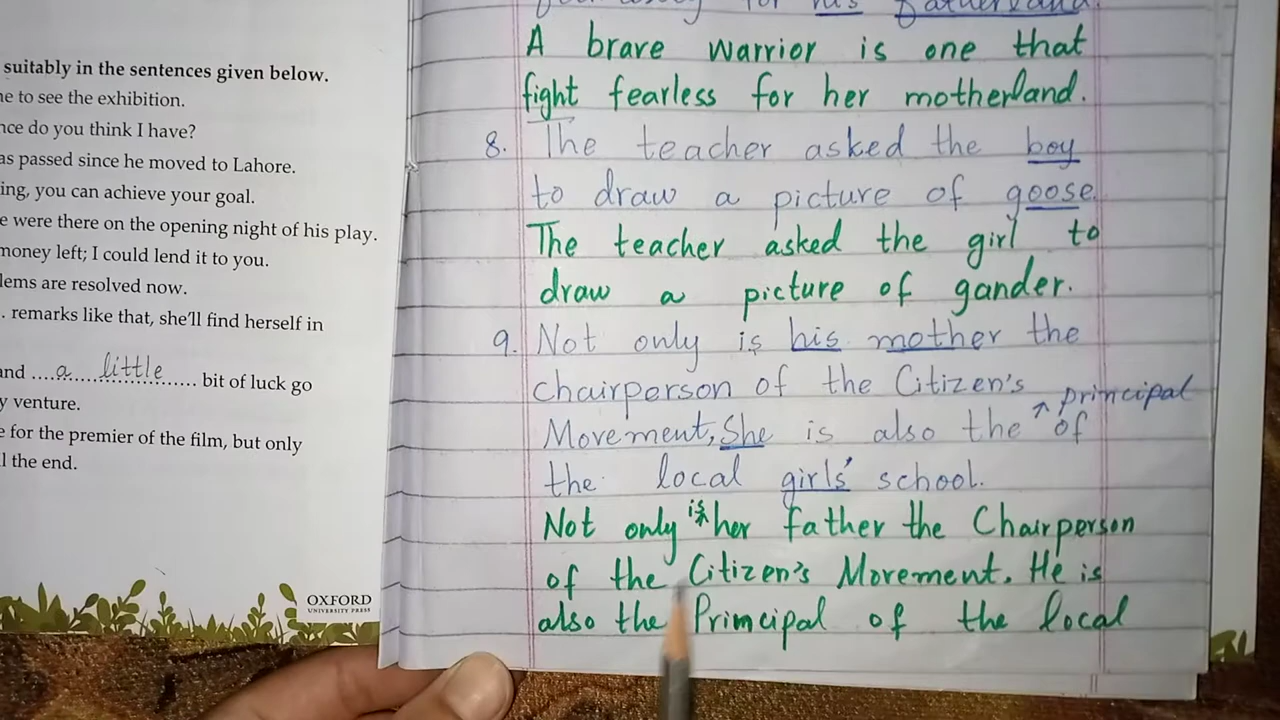 suitably in the sentences given below.
e to see the exhibition.
nce do you think I have?
as passed since he moved to Lahore.
ing, you can achieve your goal.
e were there on the opening night of his play.
money left; I could lend it to you.
lems are resolved now.
. remarks like that, she'll find herself in
and .... a little .... bit of luck go
y venture.
e for the premier of the film, but only
l the end.
OXFORD
UNIVERSITY PRESS
for his fatherland.
A brave warrior is one that
fight fearless for her motherland.
8. The teacher asked the boy
to draw a picture of goose.
The teacher asked the girl to
draw a picture of gander.
9. Not only is his mother the
chairperson of the Citizen's
Movement, She is also the ↑ principal of
the local girls' school.
Not only is her father the Chairperson
of the Citizen's Movement. He is
also the Primcipal of the local